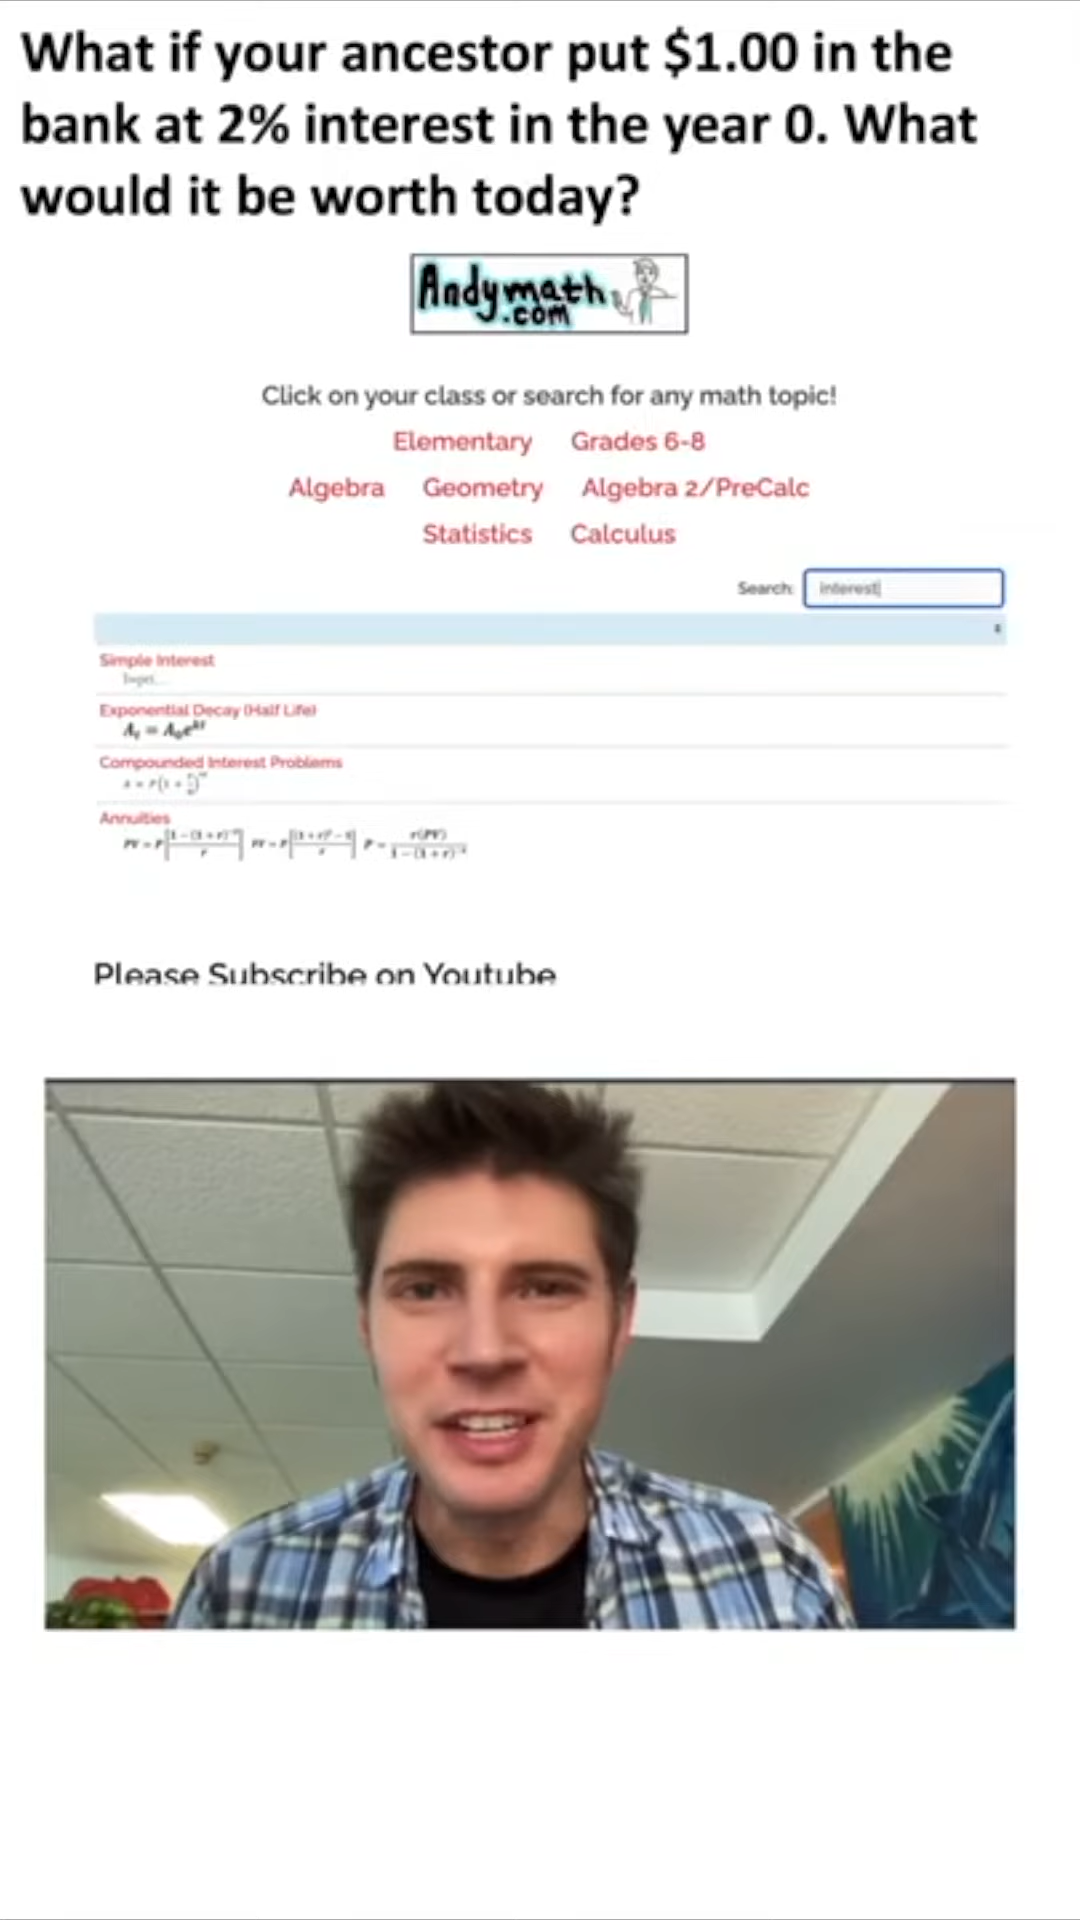 What if your ancestor put $1.00 in the
bank at 2% interest in the year 0. What
would it be worth today?
Andymath
.com
Click on your class or search for any math topic!
Elementary Grades 6-8
Algebra Geometry Algebra 2/PreCalc
Statistics Calculus
Search: interest
Simple Interest
Exponential Decay (Half Life)
Compounded Interest Problems
Annuities
Please Subscribe on Youtube